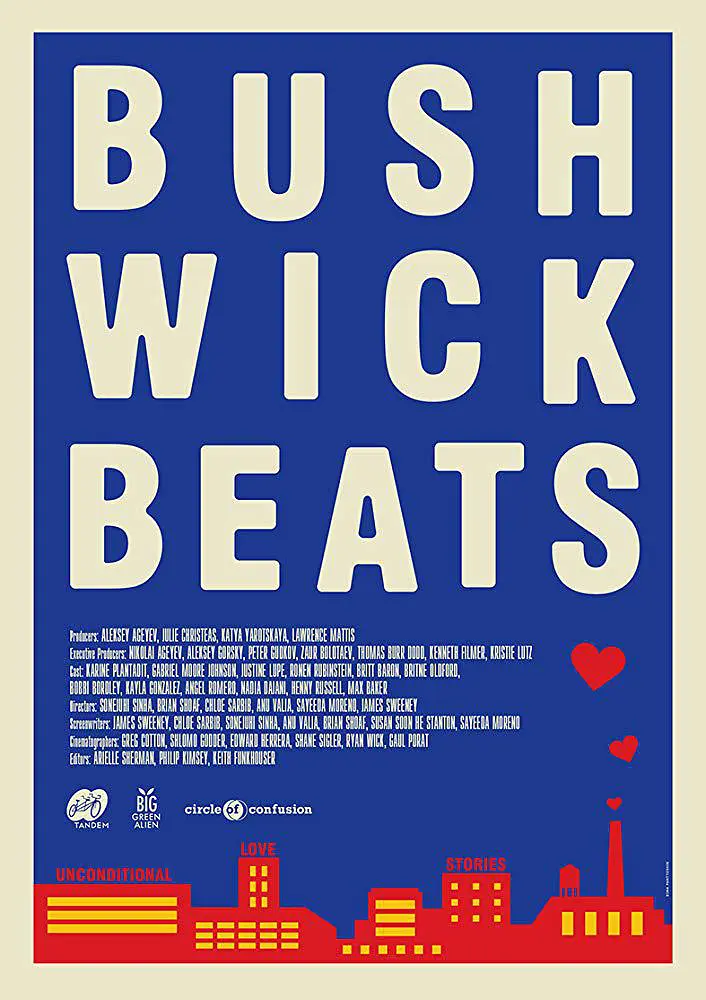 BUSH
WICK
BEATS
Producers: ALEKSEY AGEYEV, JULIE CHRISTEAS, KATYA YAROTSKAYA, LAWRENCE MATTIS
Executive Producers: NIKOLAI AGEYEV, ALEKSEY GORSKY, PETER GUDKOV, ZAUR BOLOTAEV, THOMAS BURR DODD, KENNETH FILMER, KRISTIE LUTZ
Cast: KARINE PLANTADIT, GABRIEL MOORE JOHNSON, JUSTINE LUPE, RONEN RUBINSTEIN, BRITT BARON, BRITNE OLDFORD,
BOBBI BORDLEY, KAYLA GONZALEZ, ANGEL ROMERO, NADIA DAJANI, HENNY RUSSELL, MAX BAKER
Directors: SONEJUHI SINHA, BRIAN SHOAF, CHLOE SARBIB, ANU VALIA, SAYEEDA MORENO, JAMES SWEENEY
Screenwriters: JAMES SWEENEY, CHLOE SARBIB, SONEJUHI SINHA, ANU VALIA, BRIAN SHOAF, SUSAN SOON HE STANTON, SAYEEDA MORENO
Cinematographers: GREG COTTON, SHLOMO GODDER, EDWARD HERRERA, SHANE SIGLER, RYAN WICK, GAUL PORAT
Editors: ARIELLE SHERMAN, PHILIP KIMSEY, KEITH FUNKHOUSER
TANDEM
BIG
GREEN
ALIEN
circle of confusion
UNCONDITIONAL
LOVE
STORIES